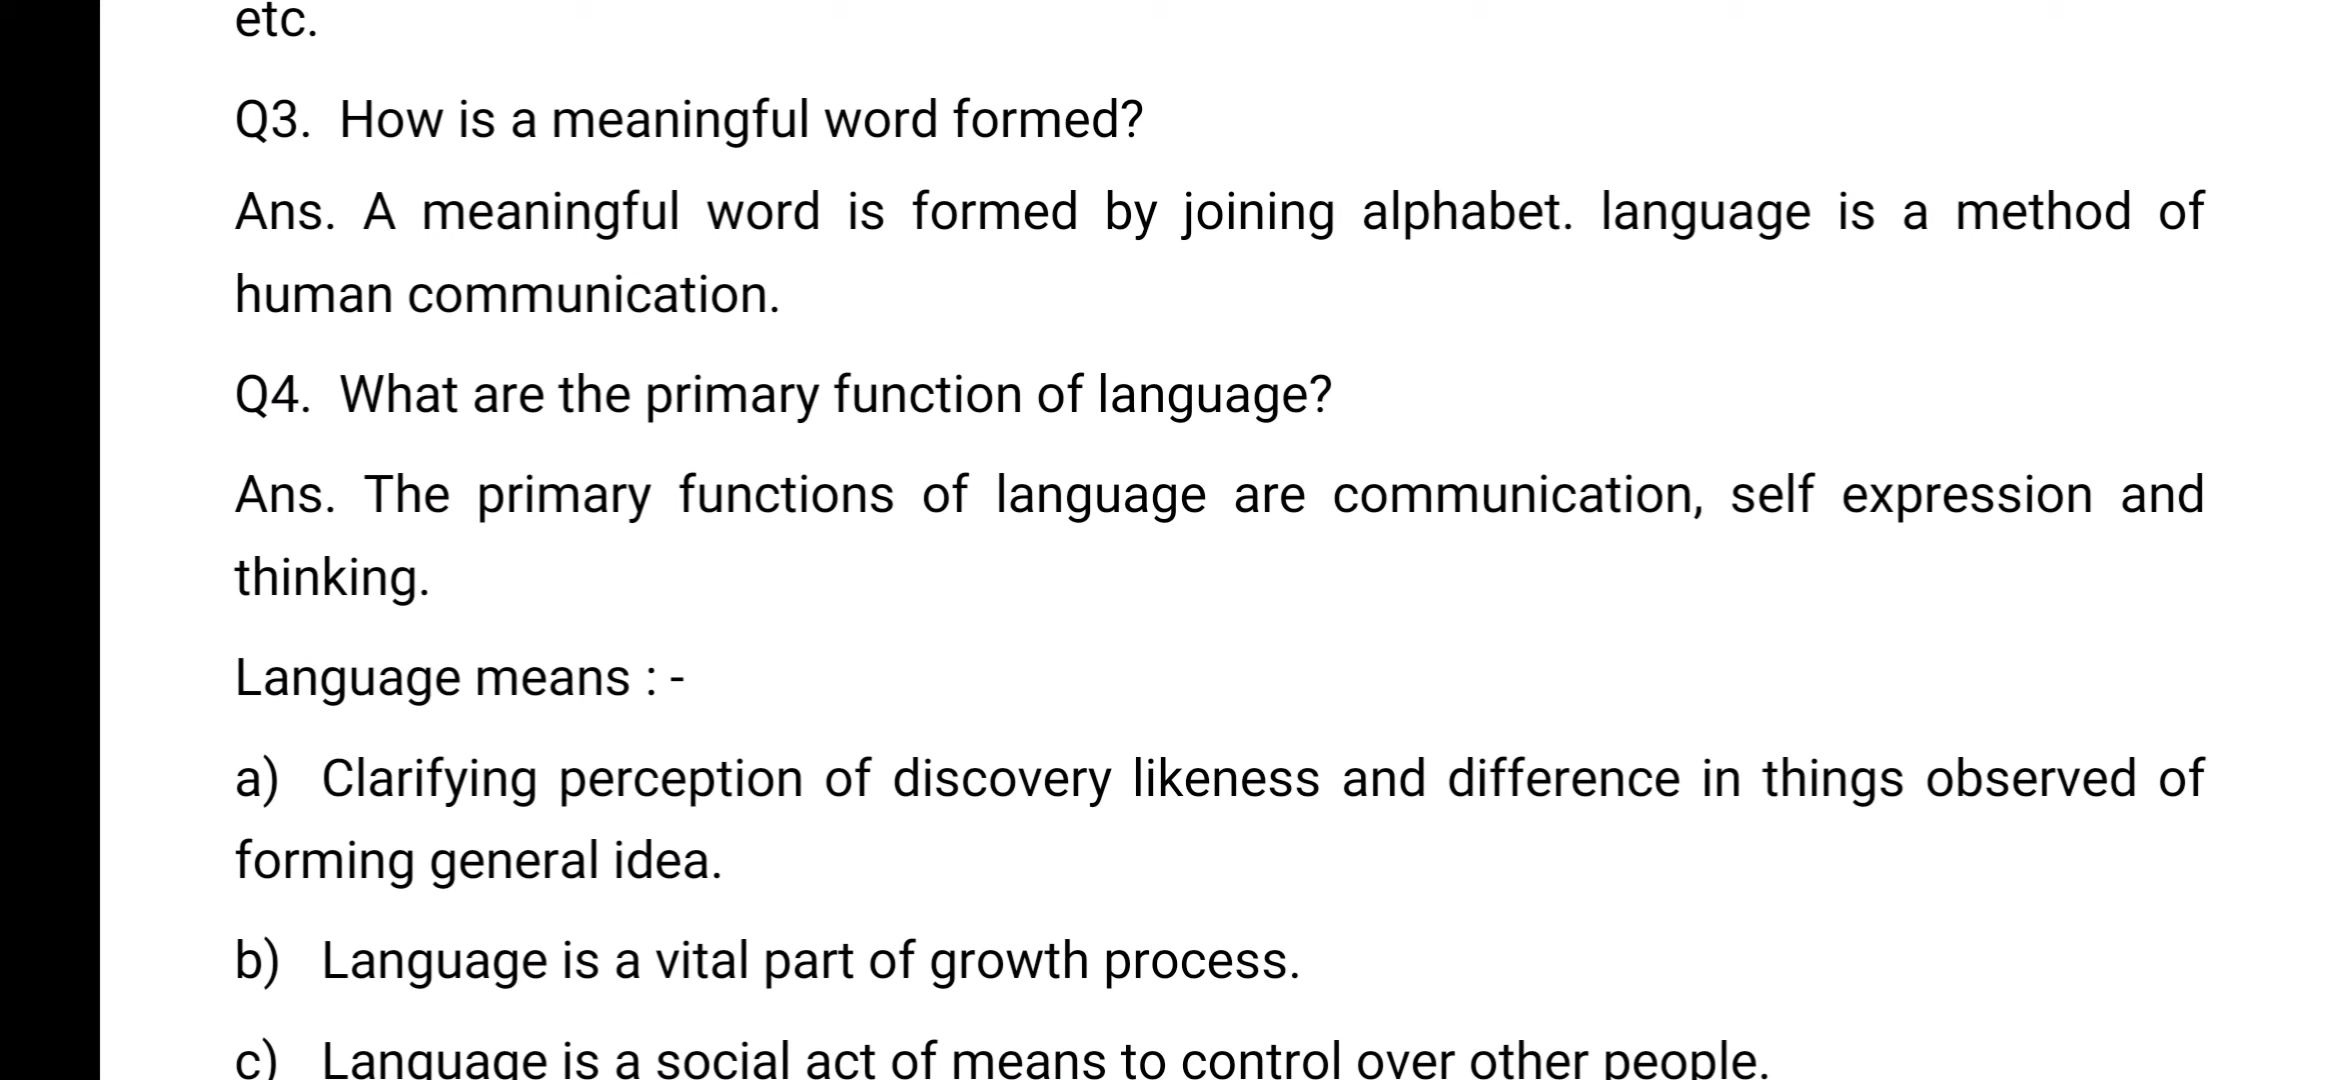 etc.
Q3. How is a meaningful word formed?
Ans. A meaningful word is formed by joining alphabet. language is a method of
human communication.
Q4. What are the primary function of language?
Ans. The primary functions of language are communication, self expression and
thinking.
Language means : -
a) Clarifying perception of discovery likeness and difference in things observed of
forming general idea.
b) Language is a vital part of growth process.
c) Language is a social act of means to control over other people.